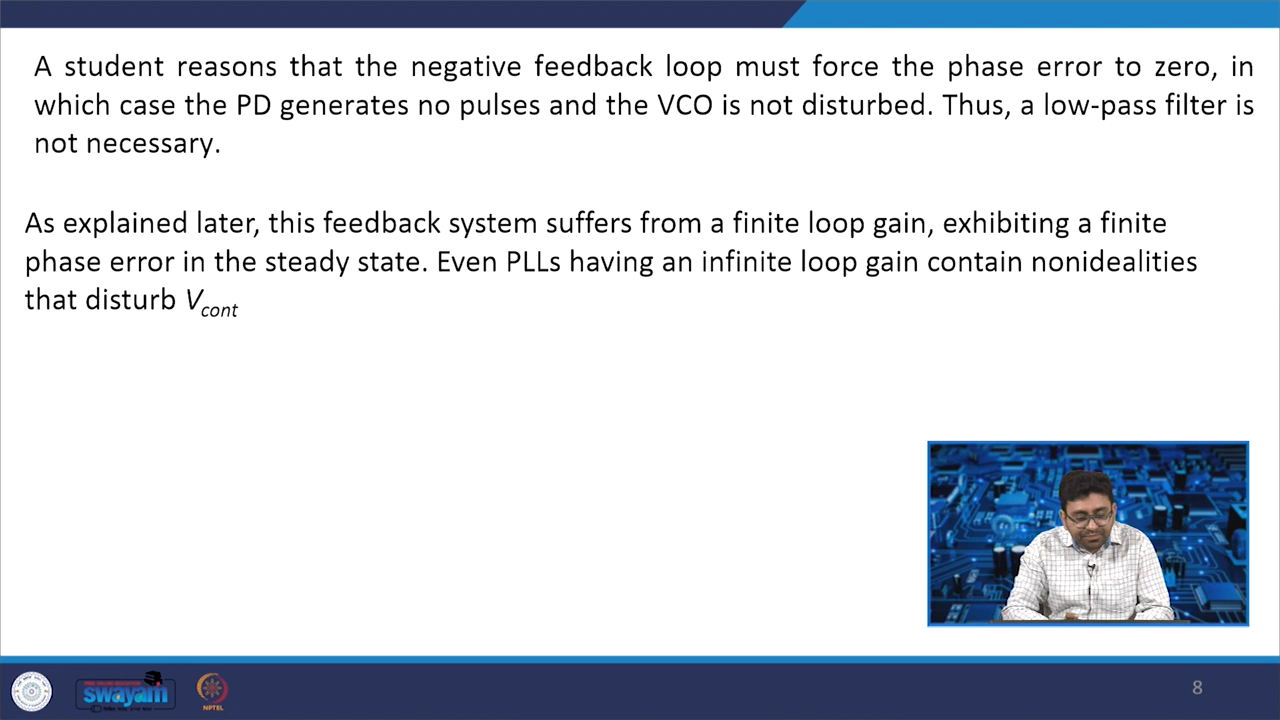 A student reasons that the negative feedback loop must force the phase error to zero, in
which case the PD generates no pulses and the VCO is not disturbed. Thus, a low-pass filter is
not necessary.
As explained later, this feedback system suffers from a finite loop gain, exhibiting a finite
phase error in the steady state. Even PLLs having an infinite loop gain contain nonidealities
that disturb Vcont
swayam
NPTEL
8